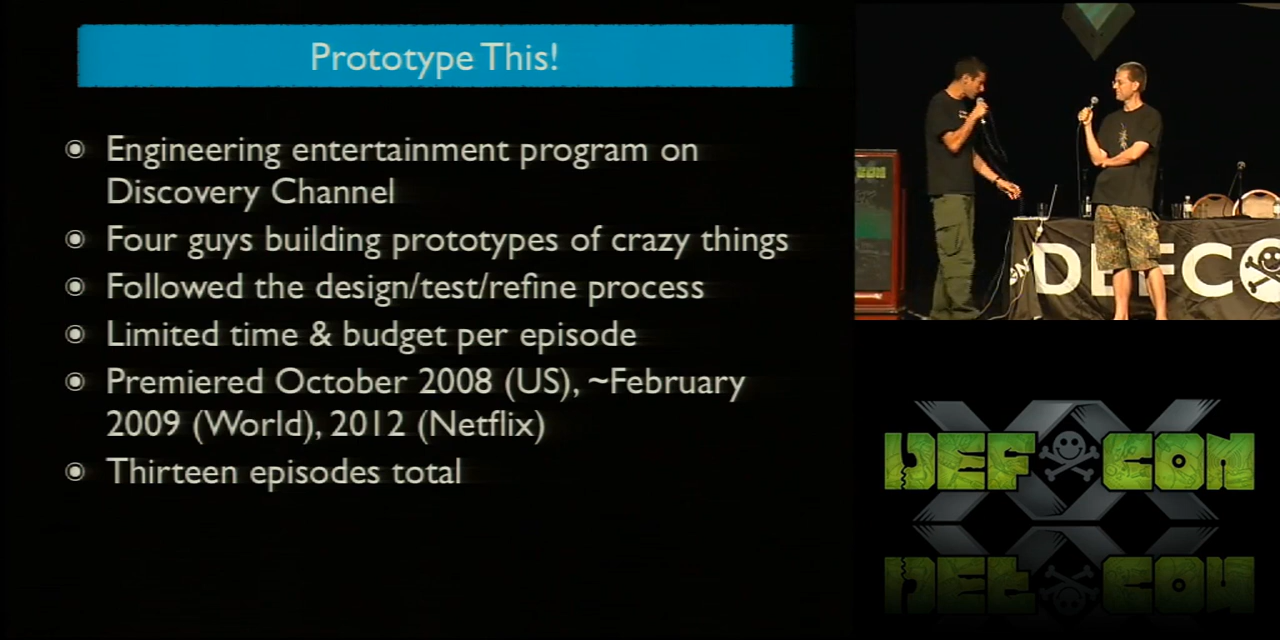 Prototype This!
Engineering entertainment program on
Discovery Channel
Four guys building prototypes of crazy things
Followed the design/test/refine process
Limited time & budget per episode
Premiered October 2008 (US), ~February
2009 (World), 2012 (Netflix)
Thirteen episodes total
DEFCO
XX
DEF CON